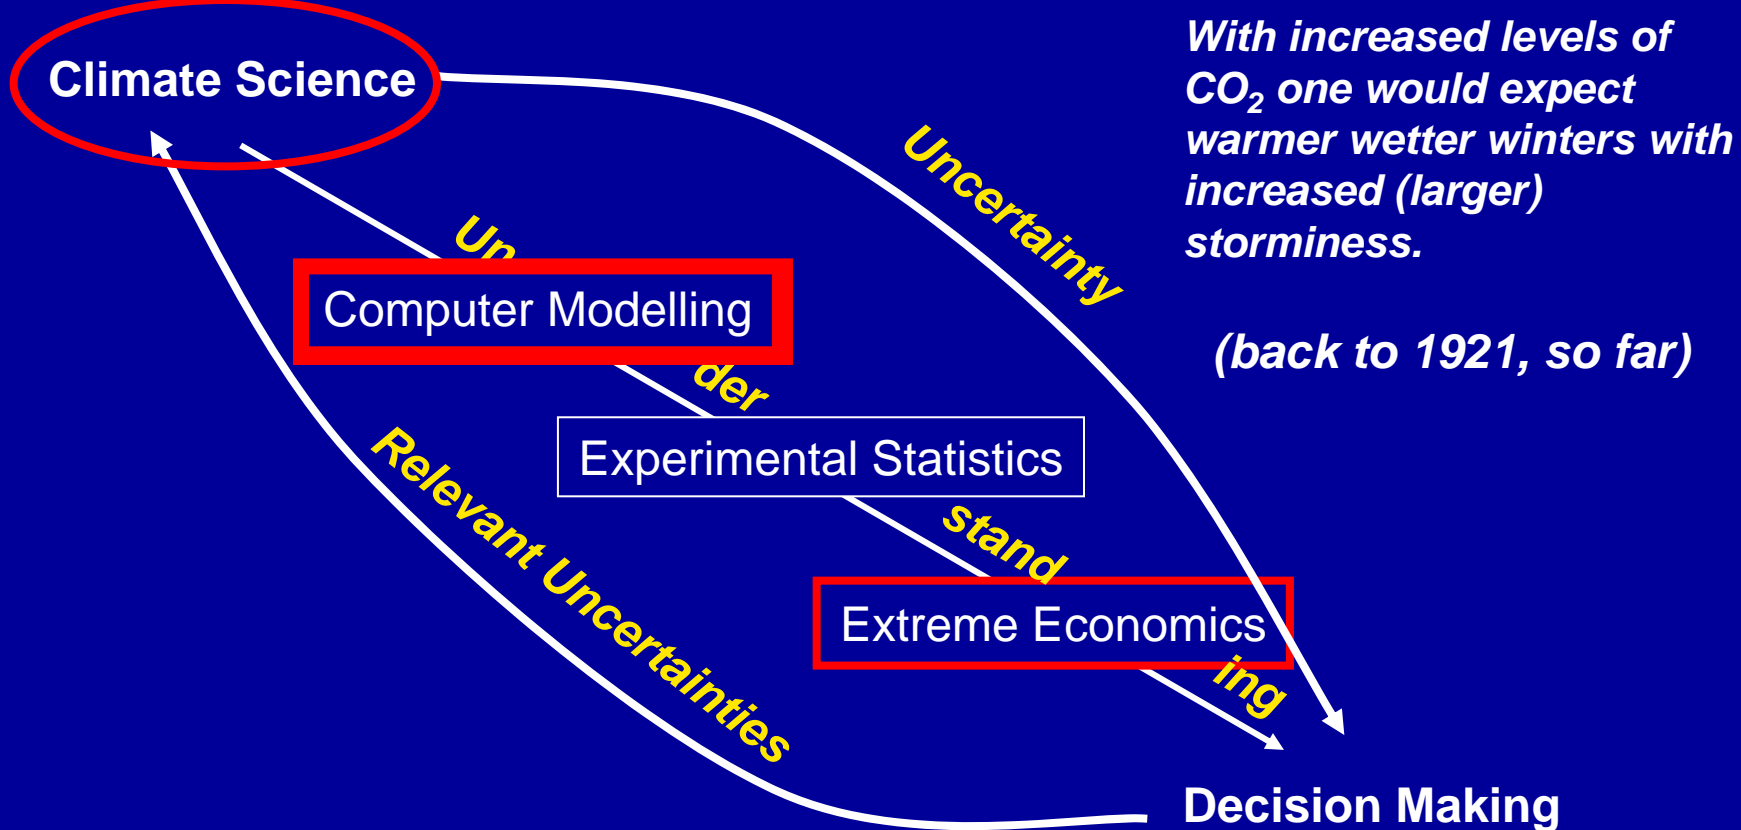 Climate Science
With increased levels of
CO₂ one would expect
warmer wetter winters with
increased (larger)
storminess.
(back to 1921, so far)
Uncertainty
Un
Computer Modelling
der
Experimental Statistics
stand
Extreme Economics
ing
Relevant Uncertainties
Decision Making